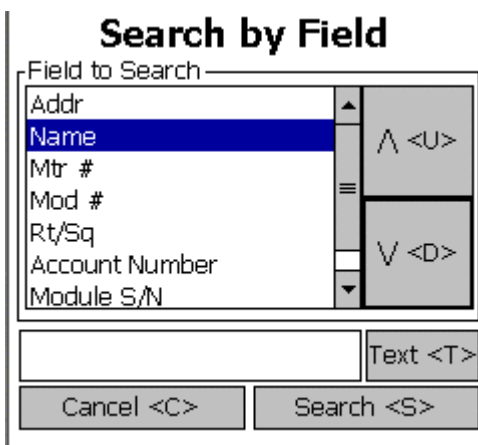 Search by Field
Field to Search
Addr
Name
Mtr #
Mod #
Rt/Sq
Account Number
Module S/N
/\ <U>
\/ <D>
Text <T>
Cancel <C>
Search <S>